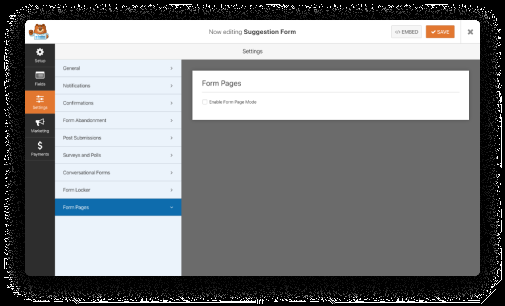 Now editing Suggestion Form
</> EMBED
SAVE
Settings
Setup
Fields
Settings
Marketing
Payments
General
Notifications
Confirmations
Form Abandonment
Post Submissions
Surveys and Polls
Conversational Forms
Form Locker
Form Pages
Form Pages
Enable Form Page Mode